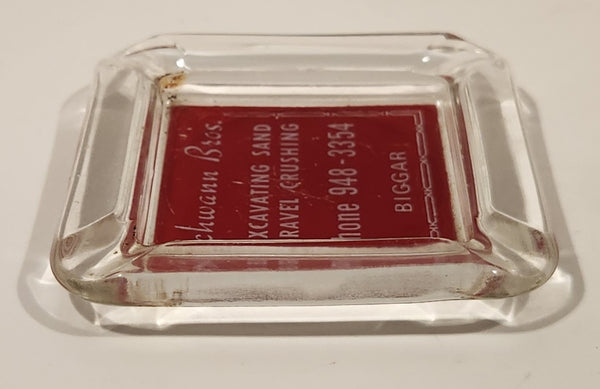 chwann Bros.
XCAVATING SAND
RAVEL CRUSHING
hone 948-3354
BIGGAR